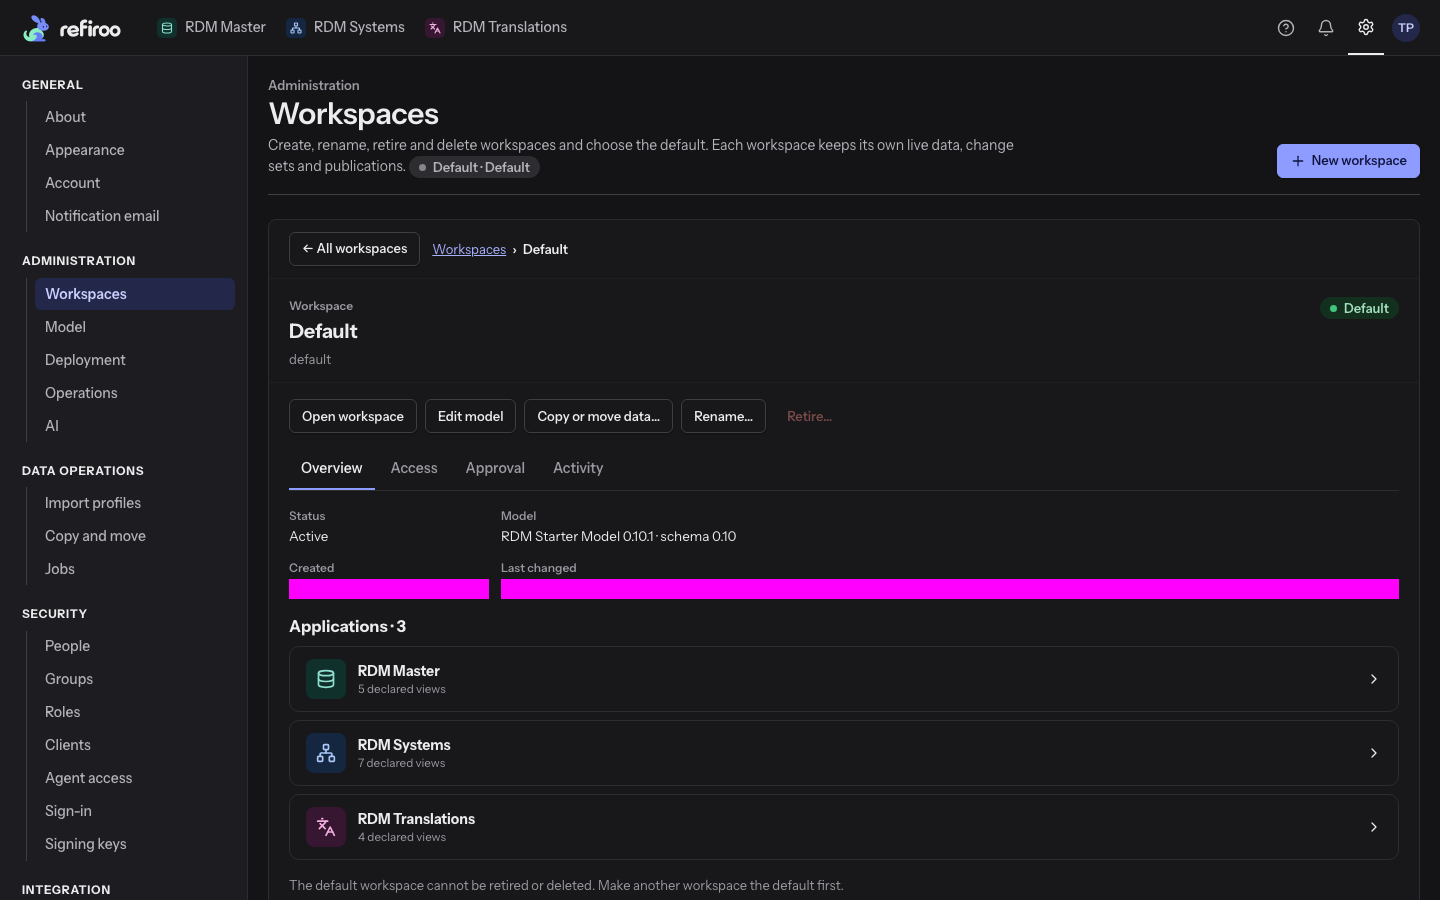 refiroo
RDM Master
RDM Systems
RDM Translations
TP
GENERAL
About
Appearance
Account
Notification email
ADMINISTRATION
Workspaces
Model
Deployment
Operations
AI
DATA OPERATIONS
Import profiles
Copy and move
Jobs
SECURITY
People
Groups
Roles
Clients
Agent access
Sign-in
Signing keys
INTEGRATION
Administration
Workspaces
Create, rename, retire and delete workspaces and choose the default. Each workspace keeps its own live data, change
sets and publications. Default · Default
+ New workspace
← All workspaces
Workspaces › Default
Workspace
Default
default
Default
Open workspace
Edit model
Copy or move data...
Rename...
Retire...
Overview
Access
Approval
Activity
Status
Active
Model
RDM Starter Model 0.10.1 · schema 0.10
Created
Last changed
Applications · 3
RDM Master
5 declared views
RDM Systems
7 declared views
RDM Translations
4 declared views
The default workspace cannot be retired or deleted. Make another workspace the default first.